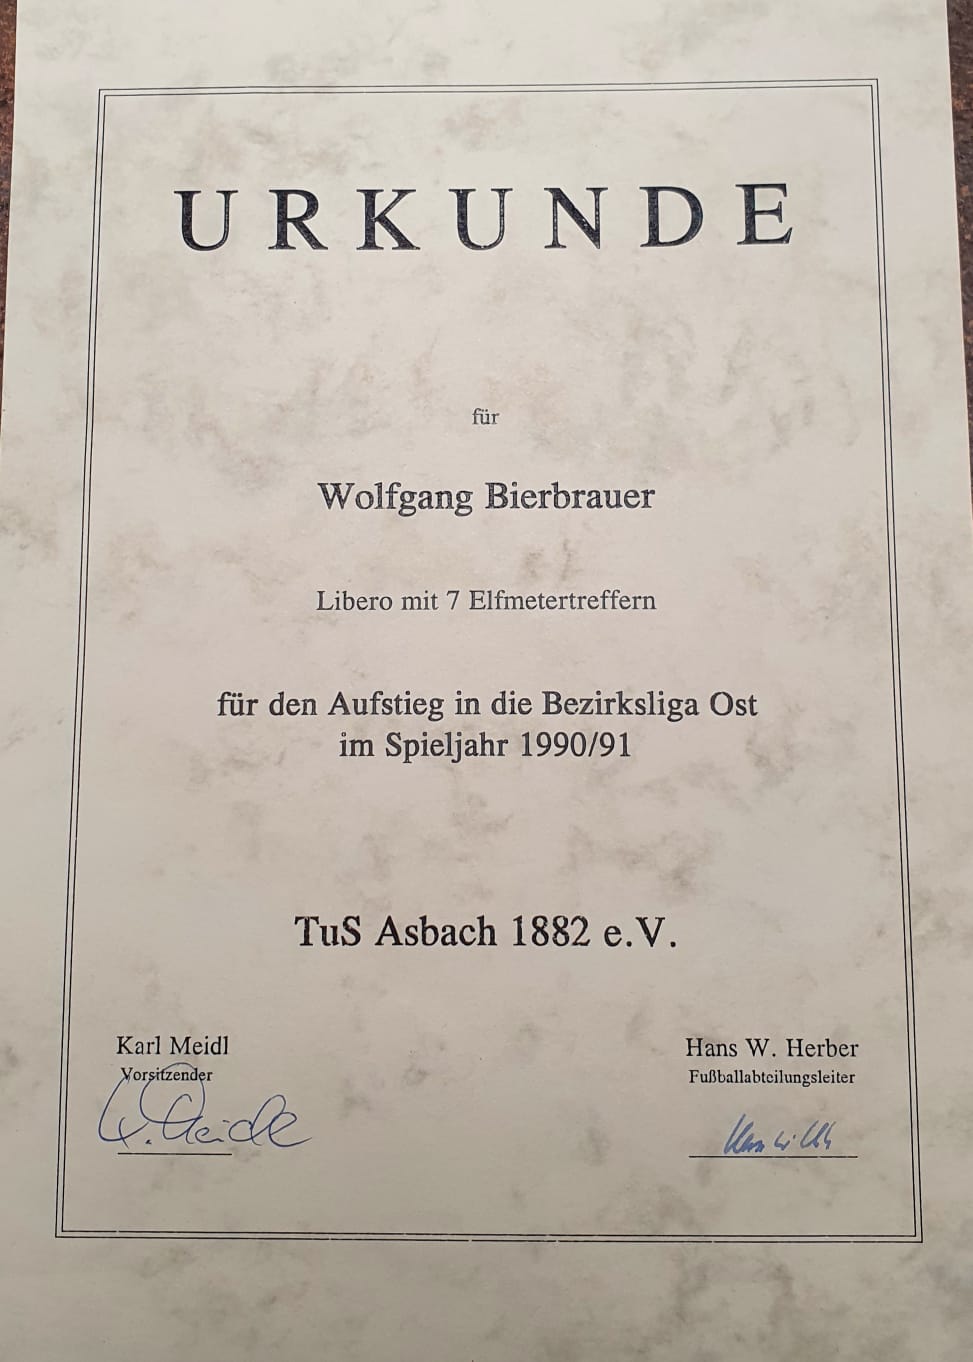 URKUNDE
für
Wolfgang Bierbrauer
Libero mit 7 Elfmetertreffern
für den Aufstieg in die Bezirksliga Ost
im Spieljahr 1990/91
TuS Asbach 1882 e.V.
Karl Meidl
Vorsitzender
Hans W. Herber
Fußballabteilungsleiter